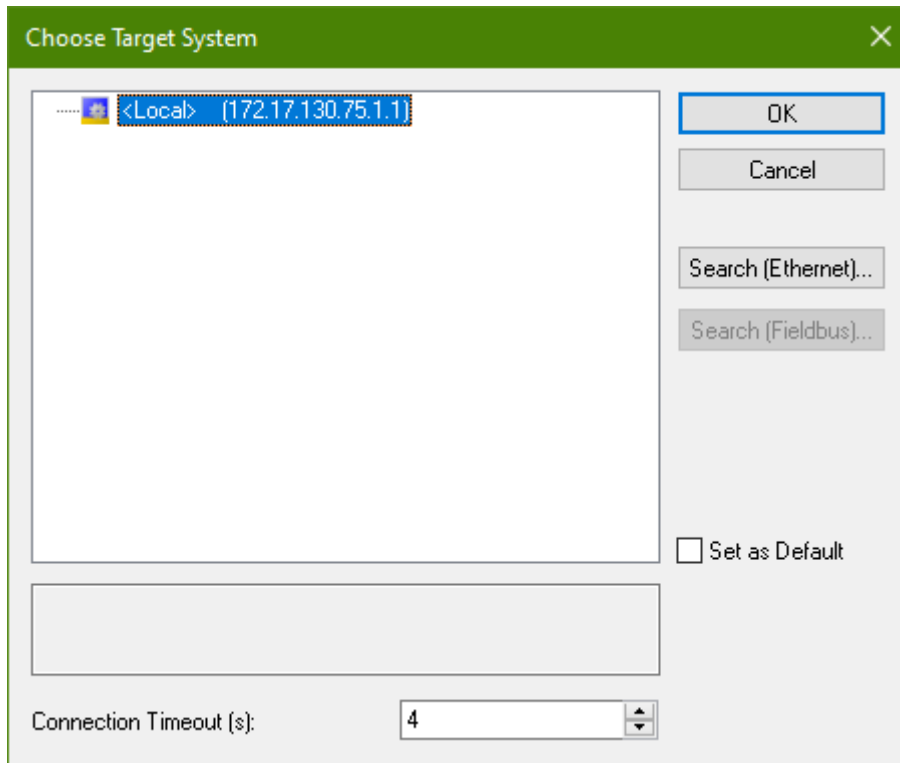 Choose Target System
<Local> (172.17.130.75.1.1)
OK
Cancel
Search (Ethernet)...
Search (Fieldbus)...
Set as Default
Connection Timeout (s):
4